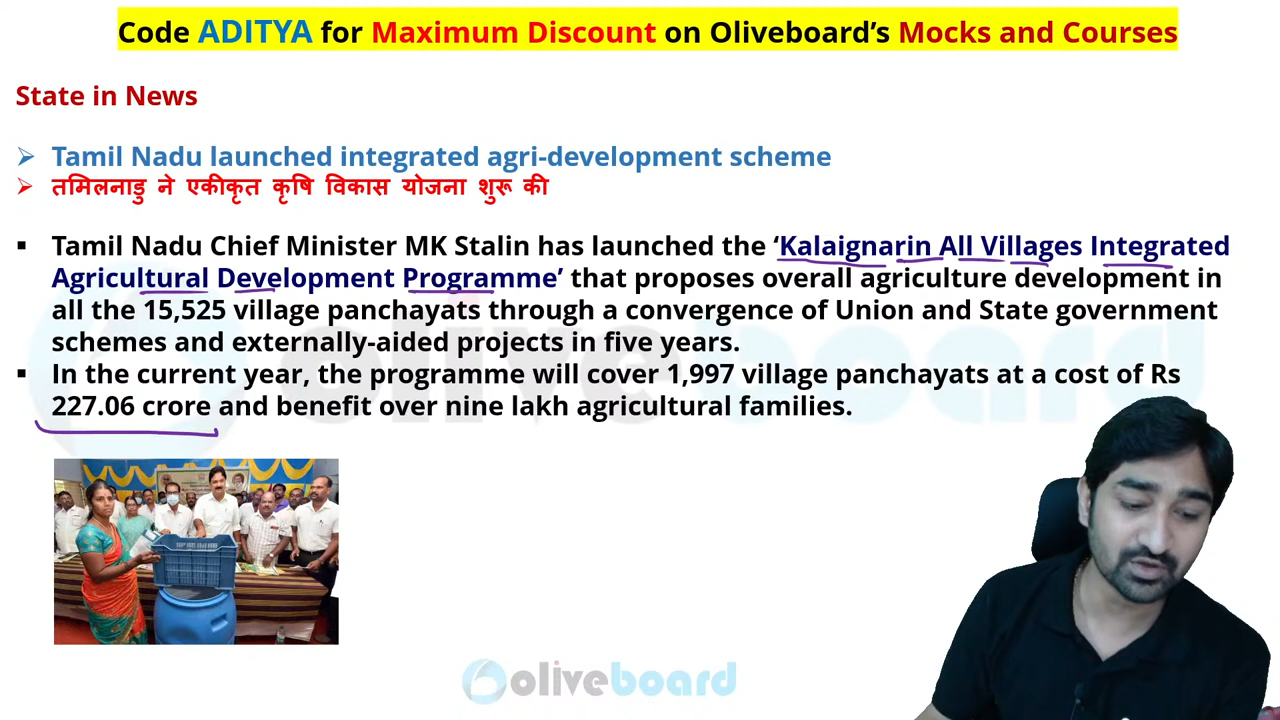 Code ADITYA for Maximum Discount on Oliveboard's Mocks and Courses
State in News
Tamil Nadu launched integrated agri-development scheme
तमिलनाडु ने एकीकृत कृषि विकास योजना शुरू की
Tamil Nadu Chief Minister MK Stalin has launched the ‘Kalaignarin All Villages Integrated
Agricultural Development Programme’ that proposes overall agriculture development in
all the 15,525 village panchayats through a convergence of Union and State government
schemes and externally-aided projects in five years.
In the current year, the programme will cover 1,997 village panchayats at a cost of Rs
227.06 crore and benefit over nine lakh agricultural families.
oliveboard
oliveboard